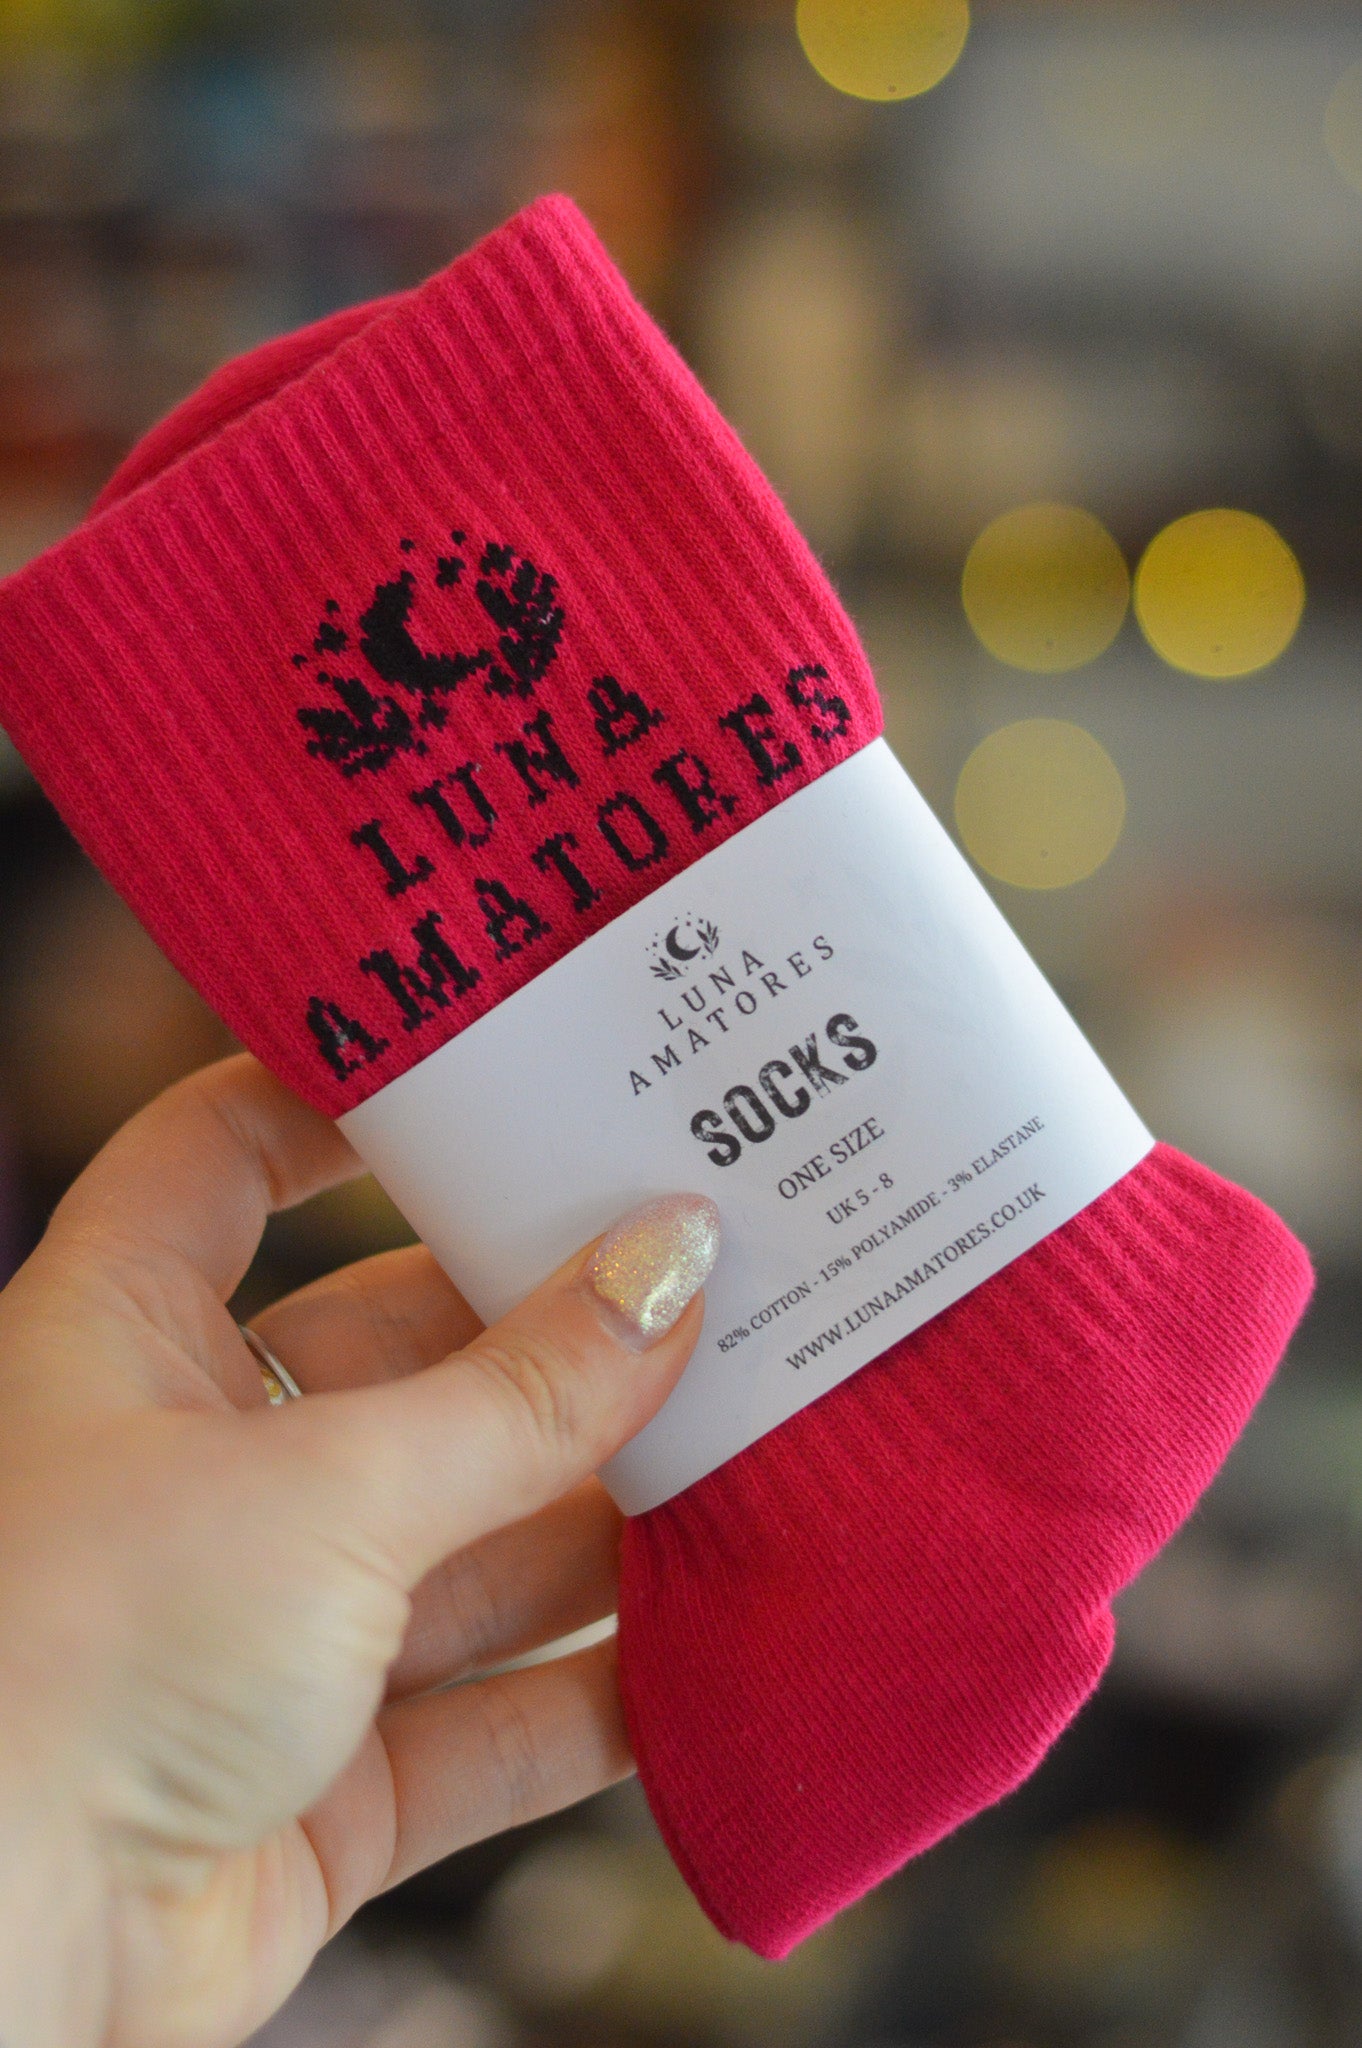 LUNA
AMATORES
LUNA
AMATORES
SOCKS
ONE SIZE
UK 5 - 8
82% COTTON - 15% POLYAMIDE - 3% ELASTANE
WWW.LUNAAMATORES.CO.UK